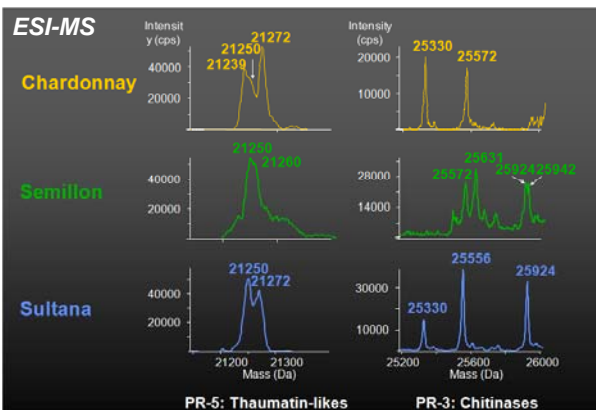 ESI-MS
Intensit
y (cps)
Intensity
(cps)
Chardonnay
40000
20000
21239
21250
21272
20000
10000
0
25330
25572
Semillon
40000
20000
21250
21260
28000
14000
25572
25631
25924
25942
Sultana
40000
20000
21250
21272
30000
10000
25330
25556
25924
21200
21300
Mass (Da)
25200
25600
26000
Mass (Da)
PR-5: Thaumatin-likes
PR-3: Chitinases